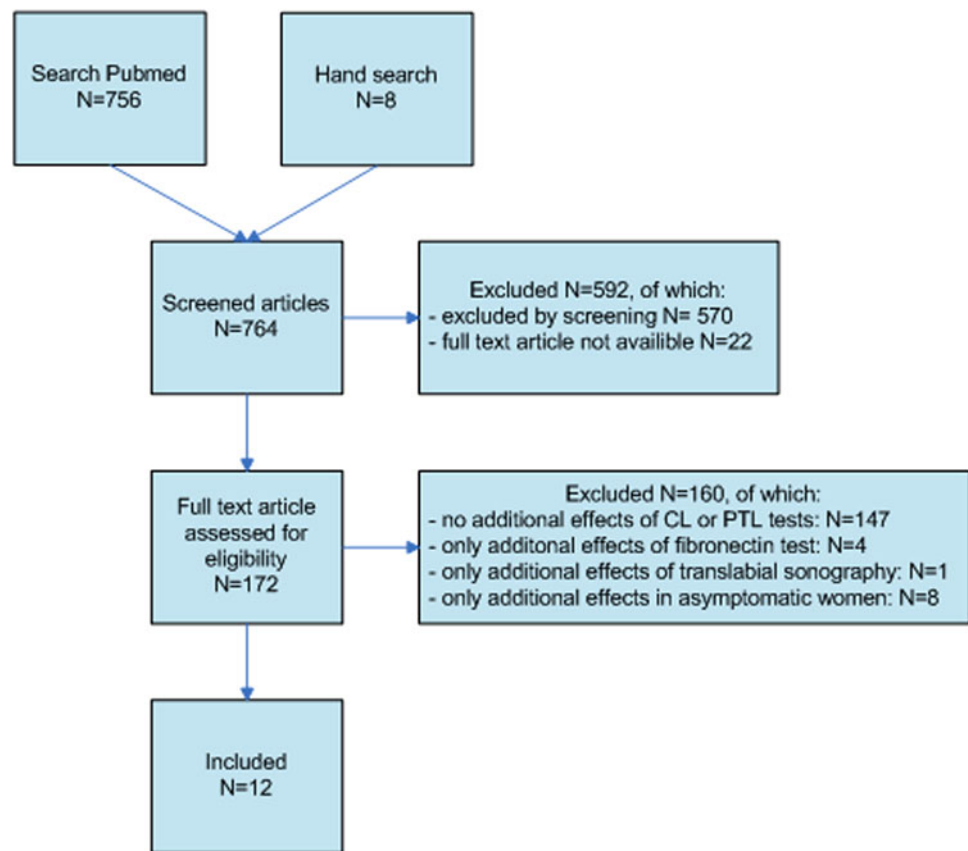 Search Pubmed
N=756
Hand search
N=8
Screened articles
N=764
Excluded N=592, of which:
- excluded by screening N= 570
- full text article not availible N=22
Full text article
assessed for
eligibility
N=172
Excluded N=160, of which:
- no additional effects of CL or PTL tests: N=147
- only additonal effects of fibronectin test: N=4
- only additional effects of translabial sonography: N=1
- only additional effects in asymptomatic women: N=8
Included
N=12